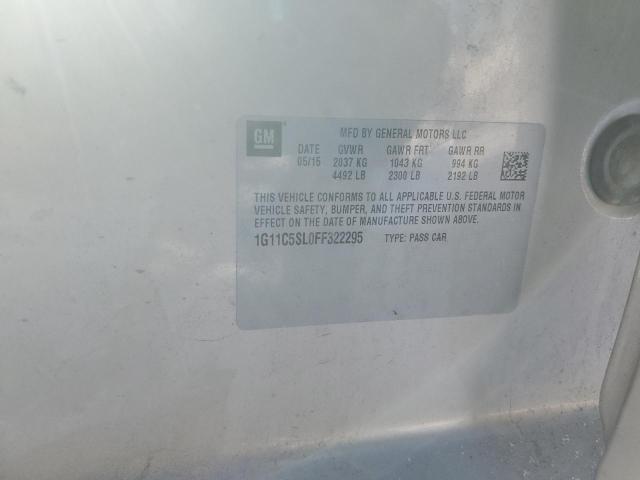 GM
MFD BY GENERAL MOTORS LLC
DATE GVWR GAWR FRT GAWR RR
05/15 2037 KG 1043 KG 994 KG
4492 LB 2300 LB 2192 LB
THIS VEHICLE CONFORMS TO ALL APPLICABLE U.S. FEDERAL MOTOR
VEHICLE SAFETY, BUMPER, AND THEFT PREVENTION STANDARDS IN
EFFECT ON THE DATE OF MANUFACTURE SHOWN ABOVE.
1G11C5SL0FF322295 TYPE: PASS CAR